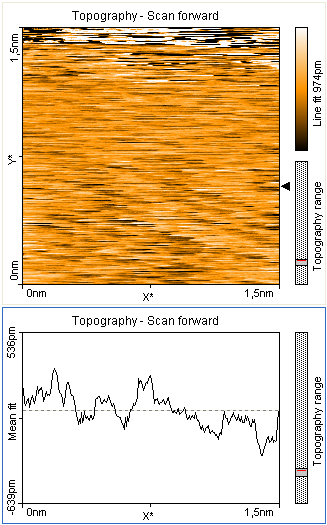 Topography - Scan forward
1,5nm
Y*
0nm
0nm
X*
1,5nm
Line fit 974pm
Topography range
Topography - Scan forward
536pm
Mean fit
-639pm
0nm
X*
1,5nm
Topography range